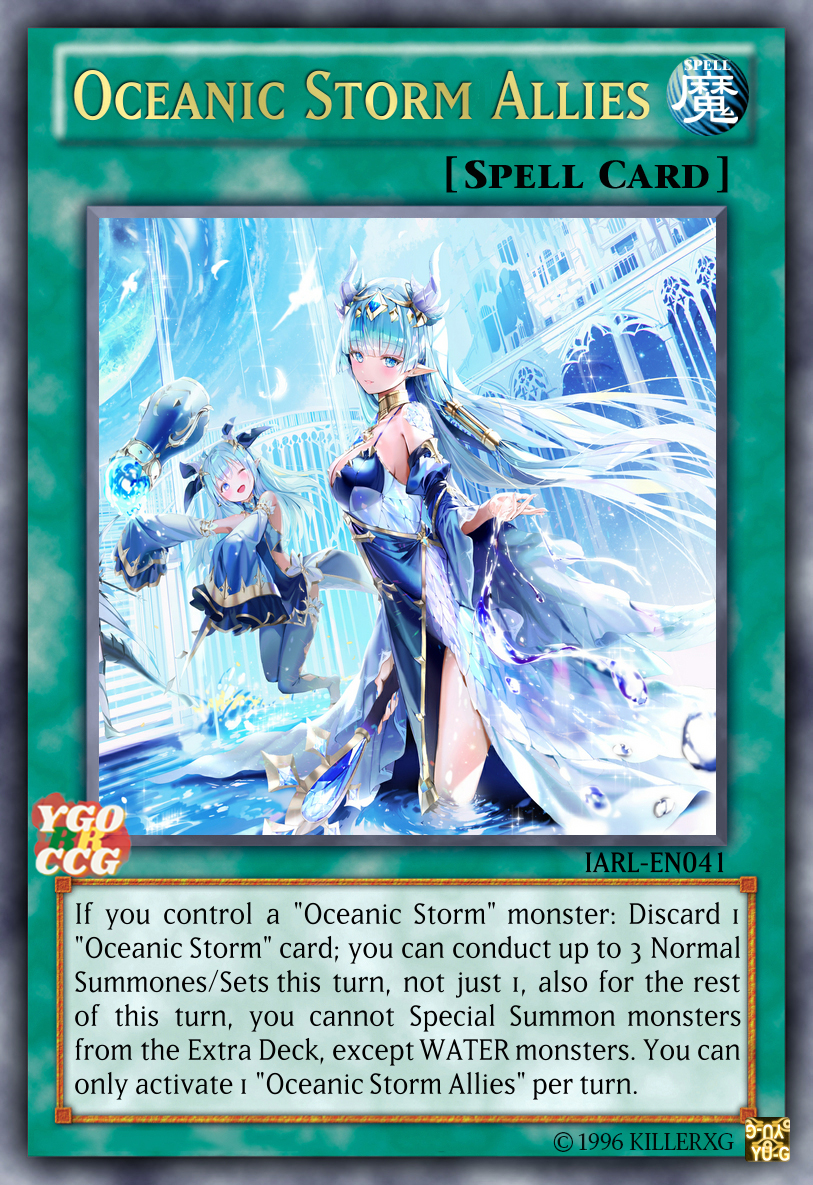 Oceanic Storm Allies
SPELL
魔
[Spell Card]
YGO
RR
CCG
IARL-EN041
If you control a "Oceanic Storm" monster: Discard 1
"Oceanic Storm" card; you can conduct up to 3 Normal
Summones/Sets this turn, not just 1, also for the rest
of this turn, you cannot Special Summon monsters
from the Extra Deck, except WATER monsters. You can
only activate 1 "Oceanic Storm Allies" per turn.
© 1996 KILLERXG